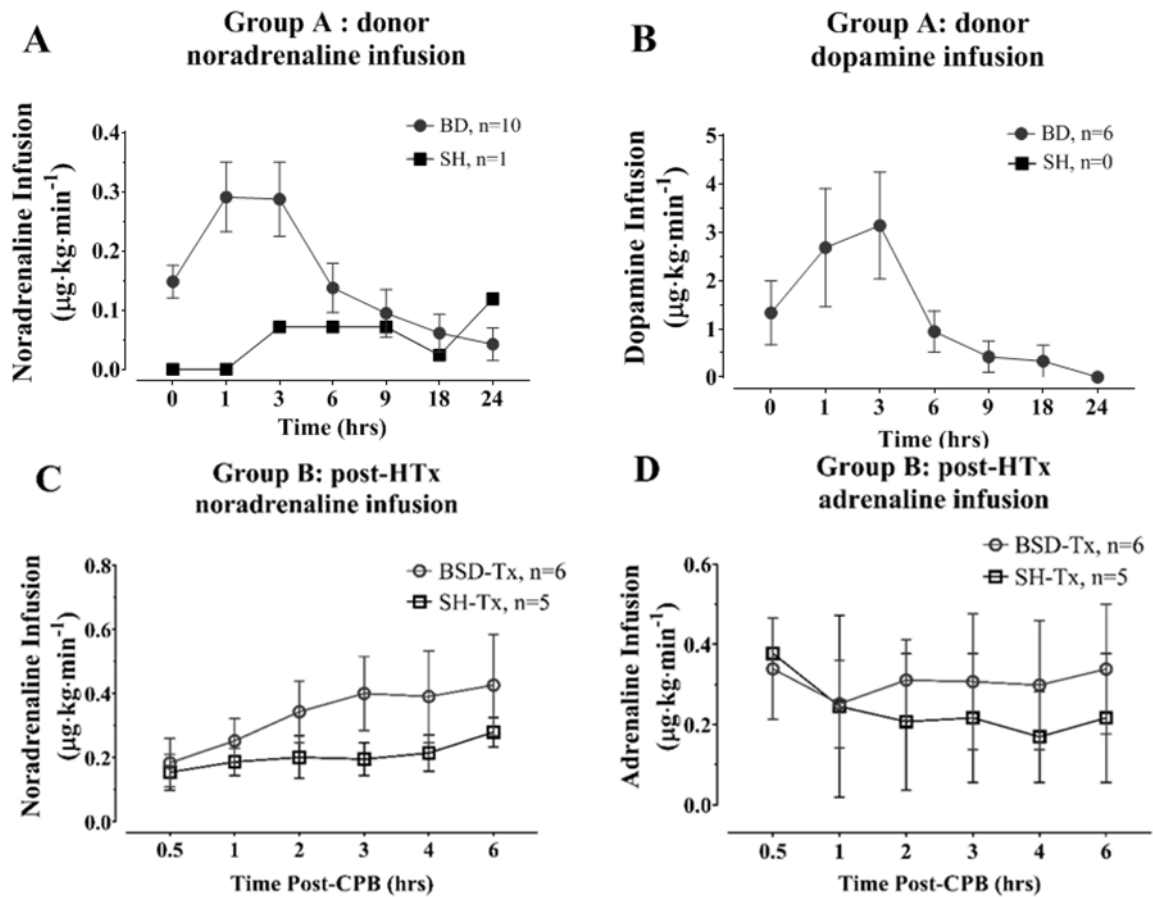 A
Group A : donor
noradrenaline infusion
BD, n=10
SH, n=1
Noradrenaline Infusion
(μg·kg·min⁻¹)
0.4
0.3
0.2
0.1
0.0
0 1 3 6 9 18 24
Time (hrs)
B
Group A: donor
dopamine infusion
BD, n=6
SH, n=0
Dopamine Infusion
(μg·kg·min⁻¹)
5
4
3
2
1
0
0 1 3 6 9 18 24
Time (hrs)
C
Group B: post-HTx
noradrenaline infusion
BSD-Tx, n=6
SH-Tx, n=5
Noradrenaline Infusion
(μg·kg·min⁻¹)
0.8
0.6
0.4
0.2
0.0
0.5 1 2 3 4 6
Time Post-CPB (hrs)
D
Group B: post-HTx
adrenaline infusion
BSD-Tx, n=6
SH-Tx, n=5
Adrenaline Infusion
(μg·kg·min⁻¹)
0.6
0.4
0.2
0.0
0.5 1 2 3 4 6
Time Post-CPB (hrs)